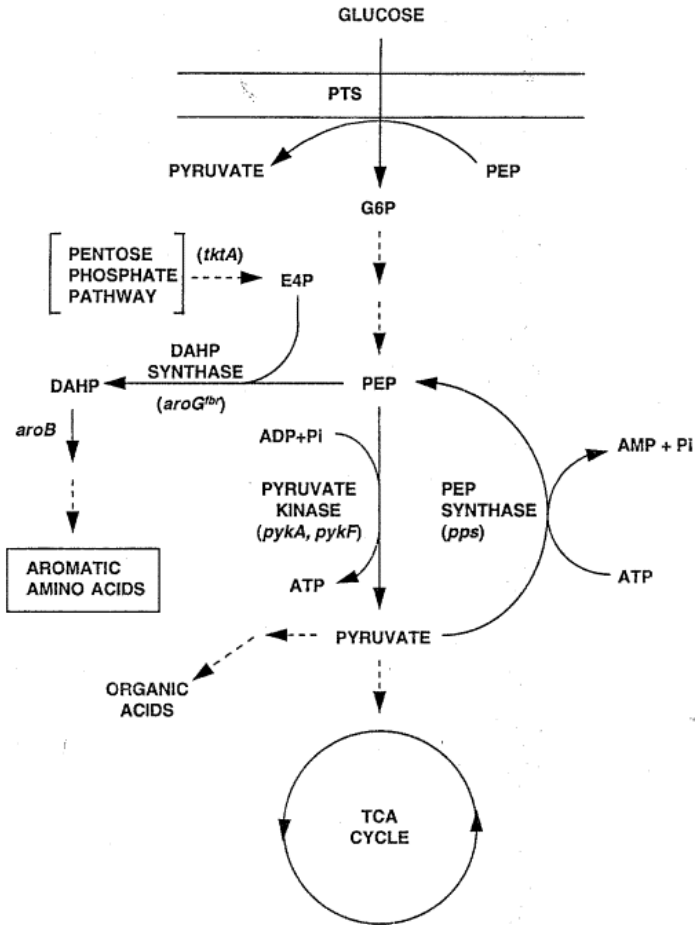 GLUCOSE
PTS
PYRUVATE
PEP
G6P
PENTOSE
PHOSPHATE
PATHWAY
(tktA)
E4P
DAHP
SYNTHASE
DAHP
PEP
(aroGfbr)
aroB
ADP+Pi
AMP + Pi
PYRUVATE
KINASE
(pykA, pykF)
PEP
SYNTHASE
(pps)
AROMATIC
AMINO ACIDS
ATP
ATP
PYRUVATE
ORGANIC
ACIDS
TCA
CYCLE